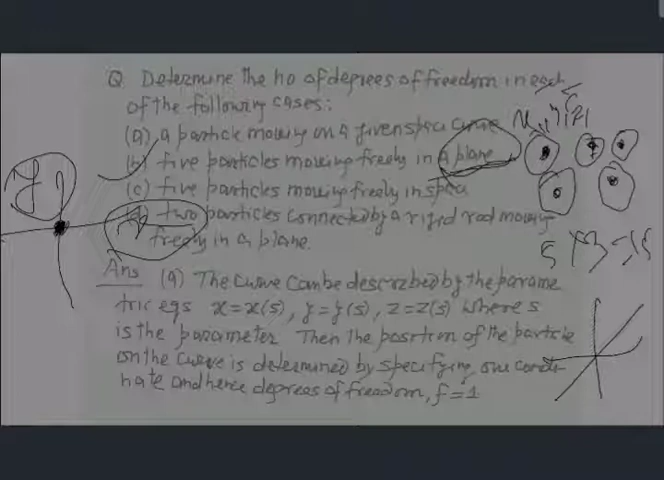 Q Determine the no of degrees of freedom in each
of the following cases:
(a) a particle moving on a given space curve
(b) five particles moving freely in a plane
(c) five particles moving freely in space
two particles connected by a rigid rod moving
freely in a plane.
Ans (a) The curve can be described by the parame
tric eqs x=x(s), y=y(s), z=z(s) where s
is the parameter. Then the position of the particle
on the curve is determined by specifying one coordi-
nate and hence degrees of freedom, f=1